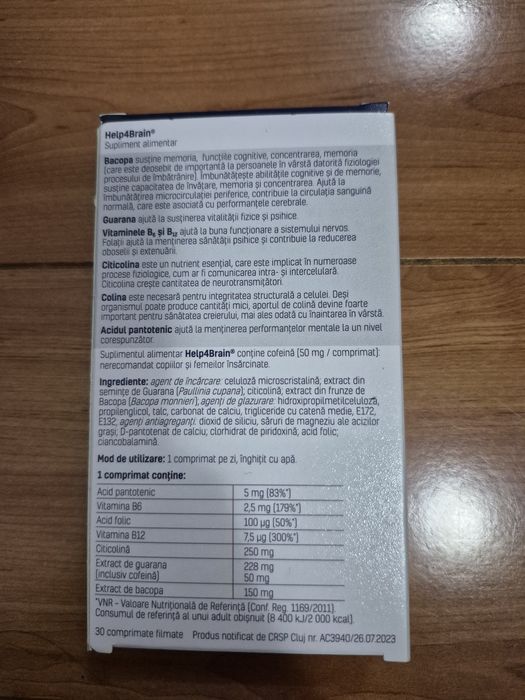 Help4Brain®
Supliment alimentar
Bacopa susține memoria, funcțiile cognitive, concentrarea, memoria
(care este deosebit de importantă la persoanele în vârstă datorită fiziologiei
procesului de îmbătrânire). Îmbunătățește abilitățile cognitive și de memorie,
susține capacitatea de învățare, memoria și concentrarea. Ajută la
îmbunătățirea microcirculației periferice, contribuie la circulația sanguină
normală, care este asociată cu performanțele cerebrale.
Guarana ajută la susținerea vitalității fizice și psihice.
Vitaminele B6 și B12 ajută la buna funcționare a sistemului nervos.
Folații ajută la menținerea sănătății psihice și contribuie la reducerea
oboselii și extenuării.
Citicolina este un nutrient esențial, care este implicat în numeroase
procese fiziologice, cum ar fi comunicarea intra- și intercelulară.
Citicolina crește cantitatea de neurotransmițători.
Colina este necesară pentru integritatea structurală a celulei. Deși
organismul poate produce cantități mici, aportul de colină devine foarte
important pentru sănătatea creierului, mai ales odată cu înaintarea în vârstă.
Acidul pantotenic ajută la menținerea performanțelor mentale la un nivel
corespunzător.
Suplimentul alimentar Help4Brain® conține cofeină (50 mg / comprimat):
nerecomandat copiilor și femeilor însărcinate.
Ingrediente: agent de încărcare: celuloză microscristalină; extract din
semințe de Guarana (Paullinia cupana), citicolină, extract din frunze de
Bacopa (Bacopa monnieri), agenți de glazurare: hidroxipropilmetilceluloză,
propilenglicol, talc, carbonat de calciu, trigliceride cu catenă medie, E172,
E132, agenți antiagreganți: dioxid de siliciu, săruri de magneziu ale acizilor
grași; D-pantotenat de calciu; clorhidrat de piridoxină; acid folic;
ciancobalamină.
Mod de utilizare: 1 comprimat pe zi, înghițit cu apă.
1 comprimat conține:
Acid pantotenic 5 mg (83%*)
Vitamina B6 2,5 mg (179%*)
Acid folic 100 µg (50%*)
Vitamina B12 7,5 µg (300%*)
Citicolină 250 mg
Extract de guarana 228 mg
(inclusiv cofeină) 50 mg
Extract de bacopa 150 mg
*VNR - Valoare Nutrițională de Referință (Conf. Reg. 1169/2011).
Consumul de referință al unui adult obișnuit (8 400 kJ/2 000 kcal).
30 comprimate filmate Produs notificat de CRSP Cluj nr. AC3940/26.07.2023